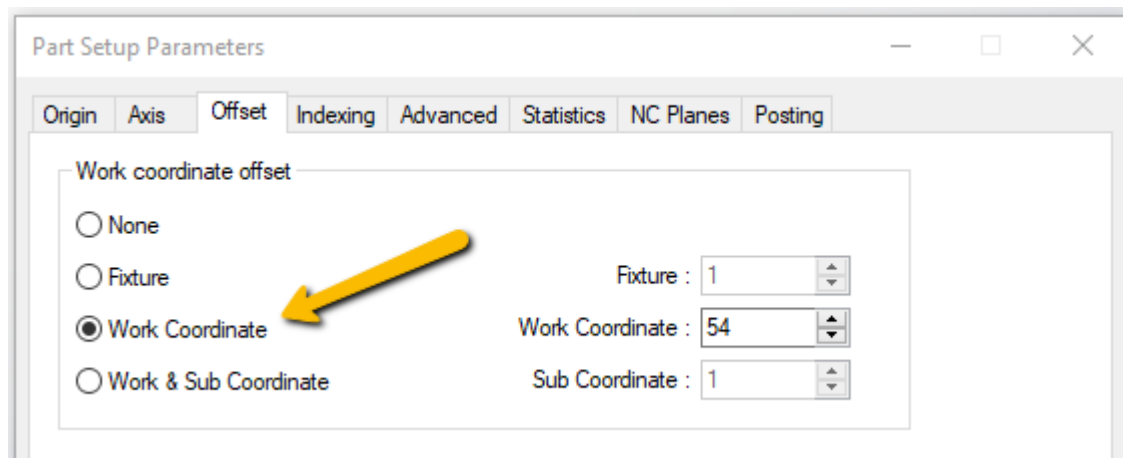 Part Setup Parameters
Origin Axis Offset Indexing Advanced Statistics NC Planes Posting
Work coordinate offset
None
Fixture Fixture : 1
Work Coordinate Work Coordinate : 54
Work & Sub Coordinate Sub Coordinate : 1